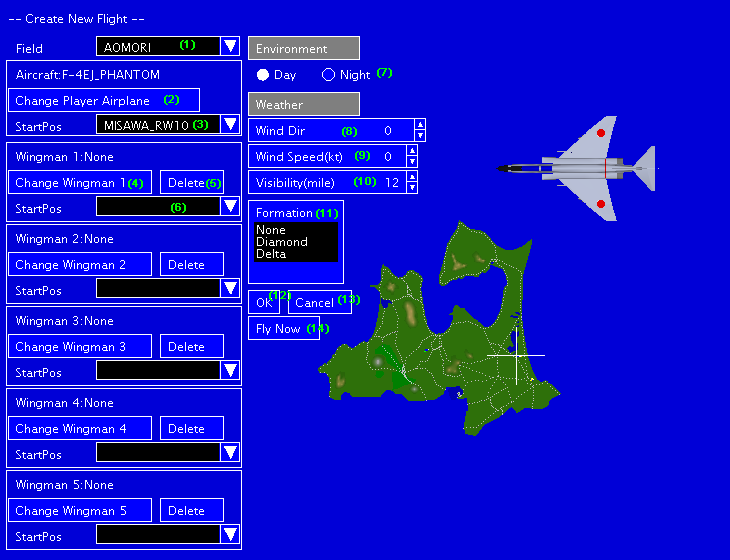 -- Create New Flight --
Field AOMORI (1)
Aircraft:F-4EJ_PHANTOM
Change Player Airplane (2)
StartPos MISAWA_RW10 (3)
Wingman 1:None
Change Wingman 1 (4) Delete (5)
StartPos (6)
Wingman 2:None
Change Wingman 2 Delete
StartPos
Wingman 3:None
Change Wingman 3 Delete
StartPos
Wingman 4:None
Change Wingman 4 Delete
StartPos
Wingman 5:None
Change Wingman 5 Delete
StartPos
Environment
Day Night (7)
Weather
Wind Dir (8) 0
Wind Speed(kt) (9) 0
Visibility(mile) (10) 12
Formation (11)
None
Diamond
Delta
OK (12) Cancel (13)
Fly Now (14)